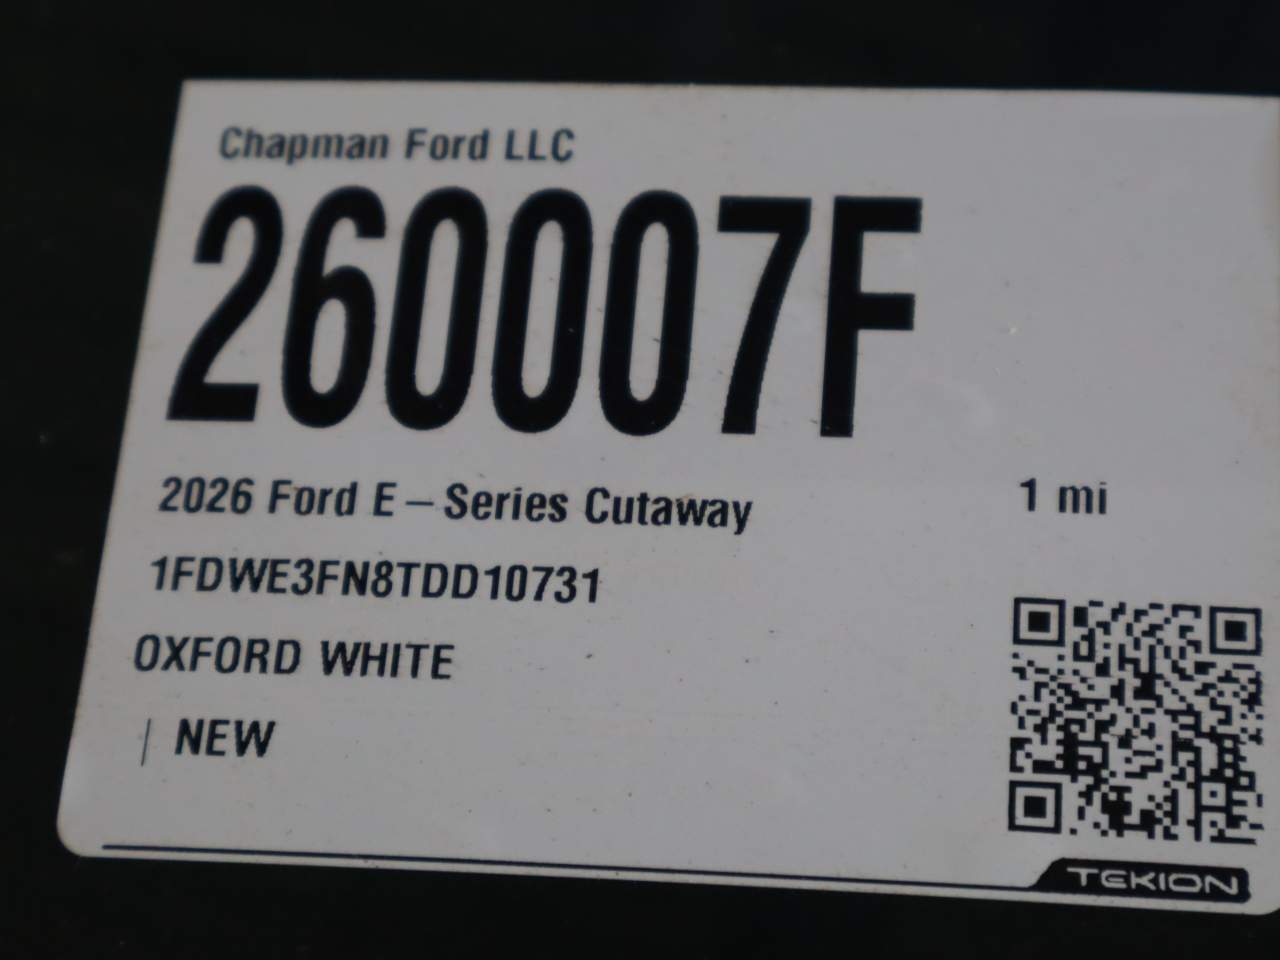 Chapman Ford LLC
260007F
2026 Ford E-Series Cutaway 1 mi
1FDWE3FN8TDD10731
OXFORD WHITE
| NEW
TEKION